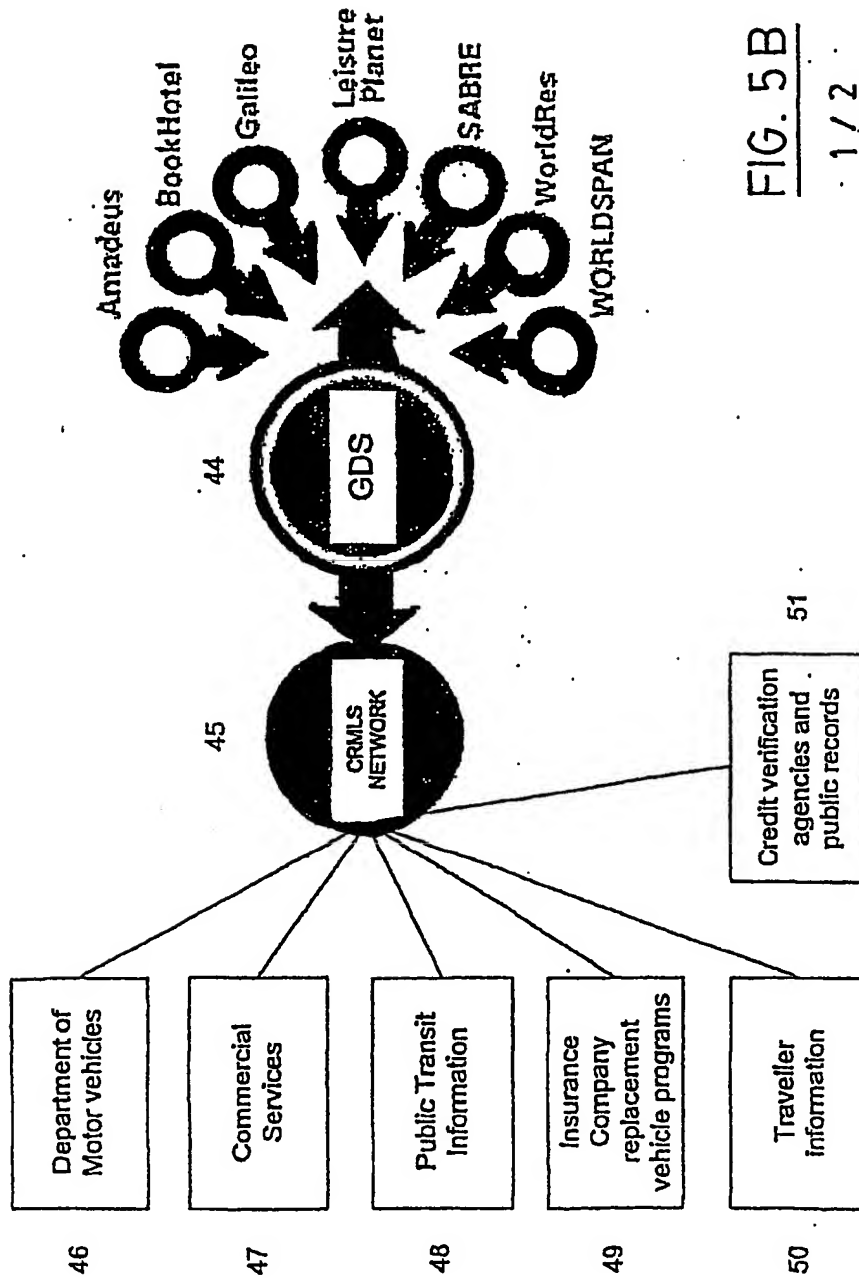 46
Department of
Motor vehicles
47
Commercial
Services
48
Public Transit
Information
49
Insurance
Company
replacement
vehicle programs
50
Traveller
information
45
CRMLS
NETWORK
51
Credit verification
agencies and
public records
44
GDS
Amadeus
BookHotel
Galileo
Leisure
Planet
SABRE
WorldRes
WORLDSPAN
FIG. 5B
1/2